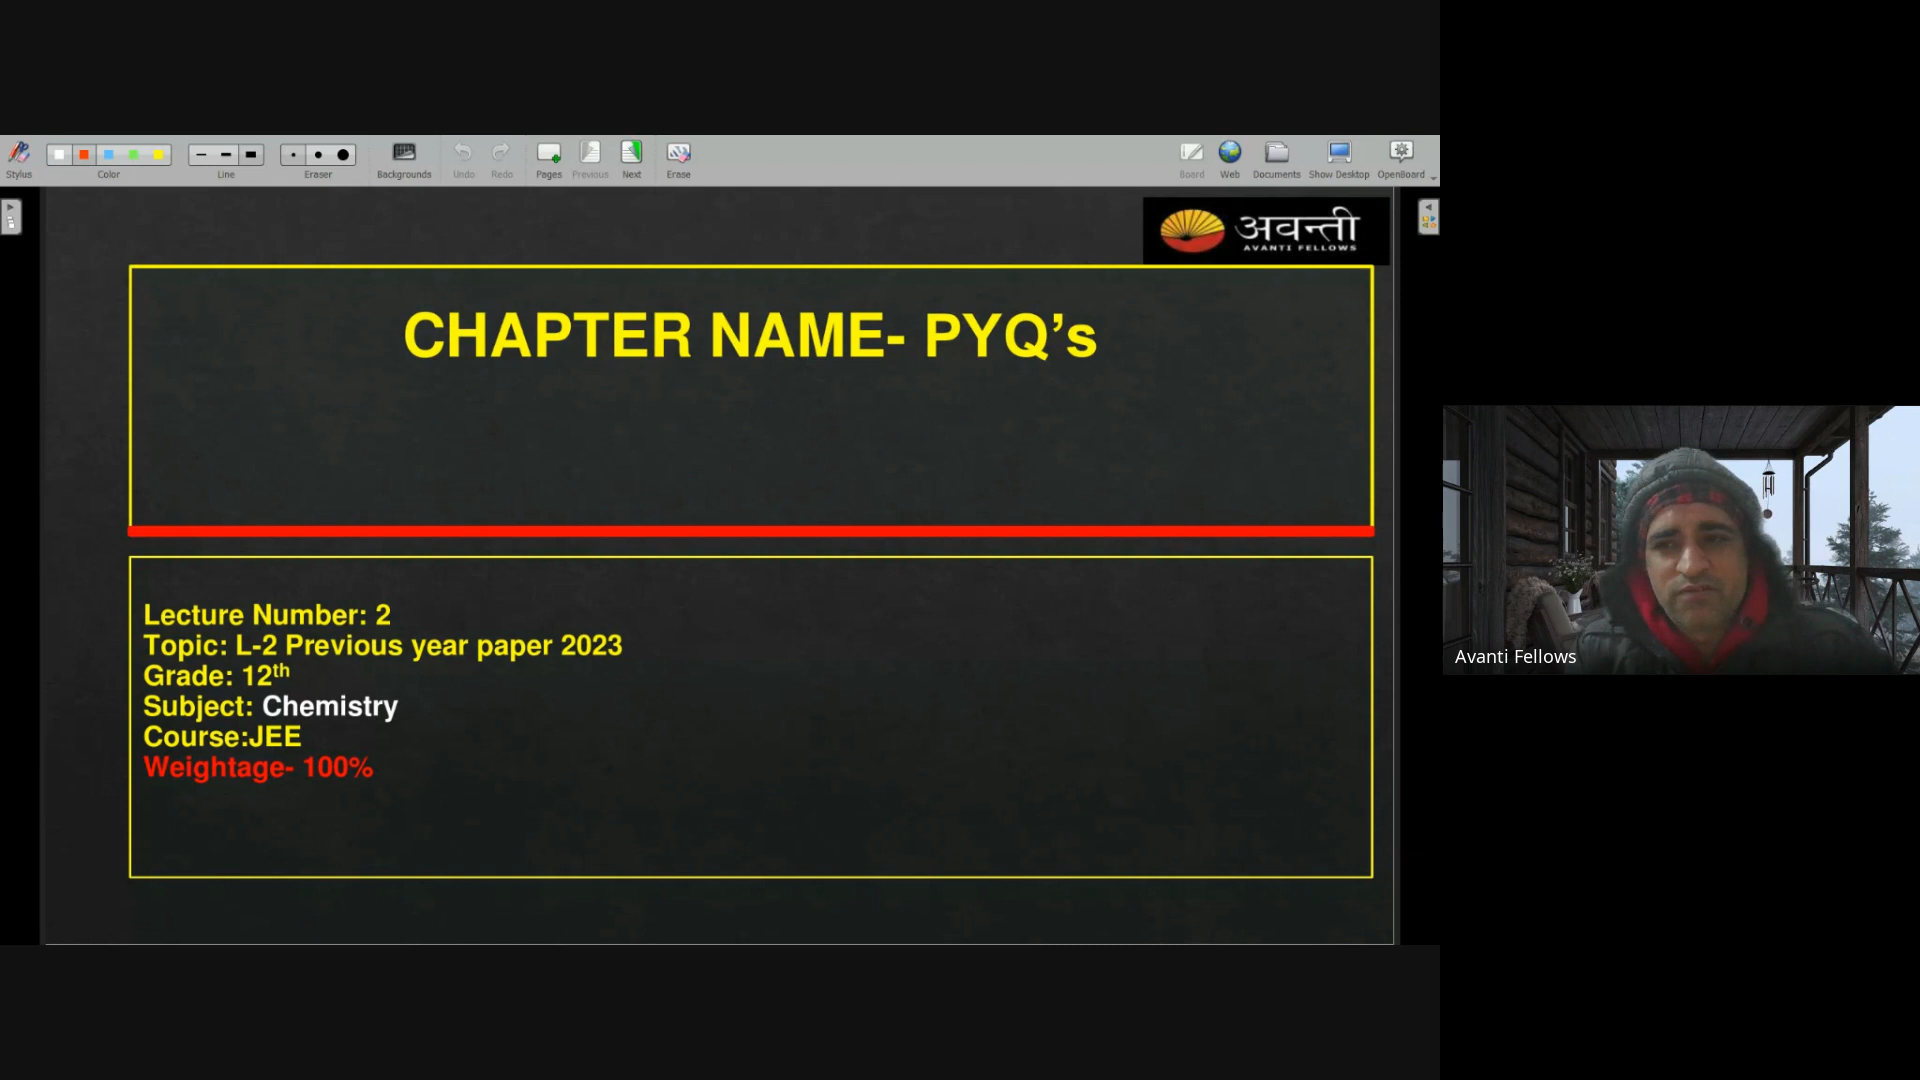 Stylus
Color
Line
Eraser
Backgrounds
Undo
Redo
Pages
Previous
Next
Erase
Board
Web
Documents
Show Desktop
OpenBoard
अवन्ती
AVANTI FELLOWS
CHAPTER NAME- PYQ’s
Lecture Number: 2
Topic: L-2 Previous year paper 2023
Grade: 12th
Subject: Chemistry
Course:JEE
Weightage- 100%
Avanti Fellows